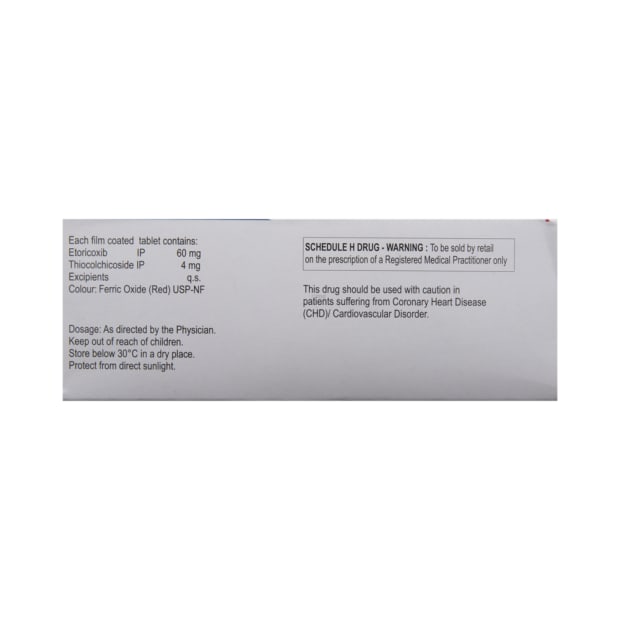 Each film coated tablet contains:
Etoricoxib IP 60 mg
Thiocolchicoside IP 4 mg
Excipients q.s.
Colour: Ferric Oxide (Red) USP-NF
Dosage: As directed by the Physician.
Keep out of reach of children.
Store below 30°C in a dry place.
Protect from direct sunlight.
SCHEDULE H DRUG - WARNING : To be sold by retail
on the prescription of a Registered Medical Practitioner only
This drug should be used with caution in
patients suffering from Coronary Heart Disease
(CHD)/ Cardiovascular Disorder.